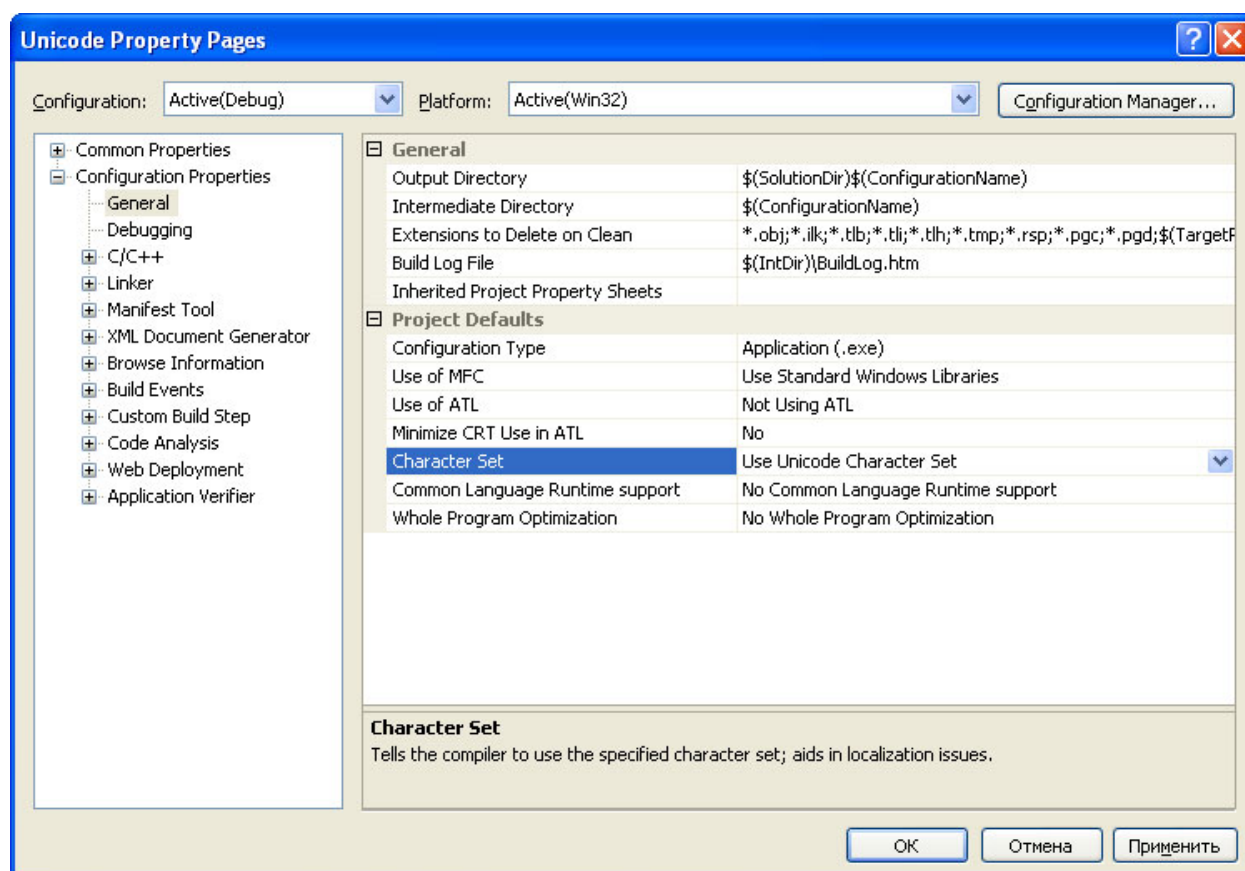 Unicode Property Pages
Configuration: Active(Debug) Platform: Active(Win32) Configuration Manager...
Common Properties
Configuration Properties
General
Debugging
C/C++
Linker
Manifest Tool
XML Document Generator
Browse Information
Build Events
Custom Build Step
Code Analysis
Web Deployment
Application Verifier
General
Output Directory $(SolutionDir)$(ConfigurationName)
Intermediate Directory $(ConfigurationName)
Extensions to Delete on Clean *.obj;*.ilk;*.tlb;*.tli;*.tlh;*.tmp;*.rsp;*.pgc;*.pgd;$(Target
Build Log File $(IntDir)\BuildLog.htm
Inherited Project Property Sheets
Project Defaults
Configuration Type Application (.exe)
Use of MFC Use Standard Windows Libraries
Use of ATL Not Using ATL
Minimize CRT Use in ATL No
Character Set Use Unicode Character Set
Common Language Runtime support No Common Language Runtime support
Whole Program Optimization No Whole Program Optimization
Character Set
Tells the compiler to use the specified character set; aids in localization issues.
ОК Отмена Применить